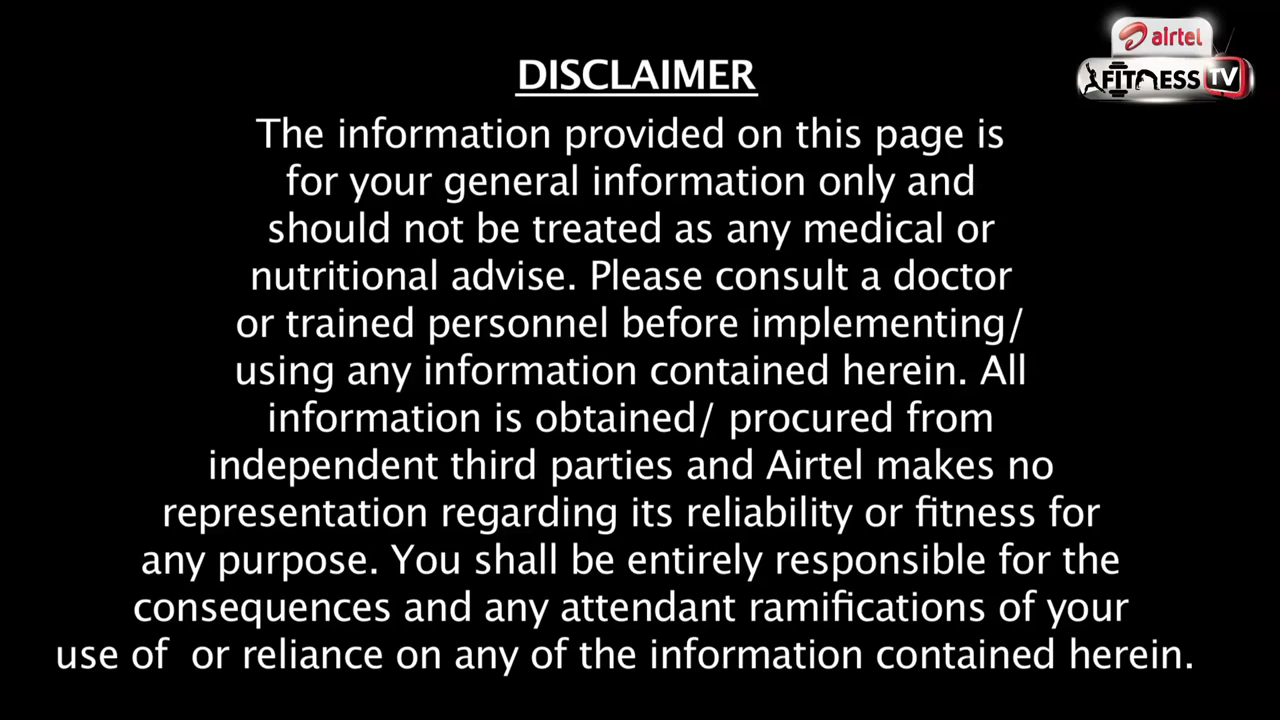 airtel
FITNESS TV
DISCLAIMER
The information provided on this page is
for your general information only and
should not be treated as any medical or
nutritional advise. Please consult a doctor
or trained personnel before implementing/
using any information contained herein. All
information is obtained/ procured from
independent third parties and Airtel makes no
representation regarding its reliability or fitness for
any purpose. You shall be entirely responsible for the
consequences and any attendant ramifications of your
use of  or reliance on any of the information contained herein.